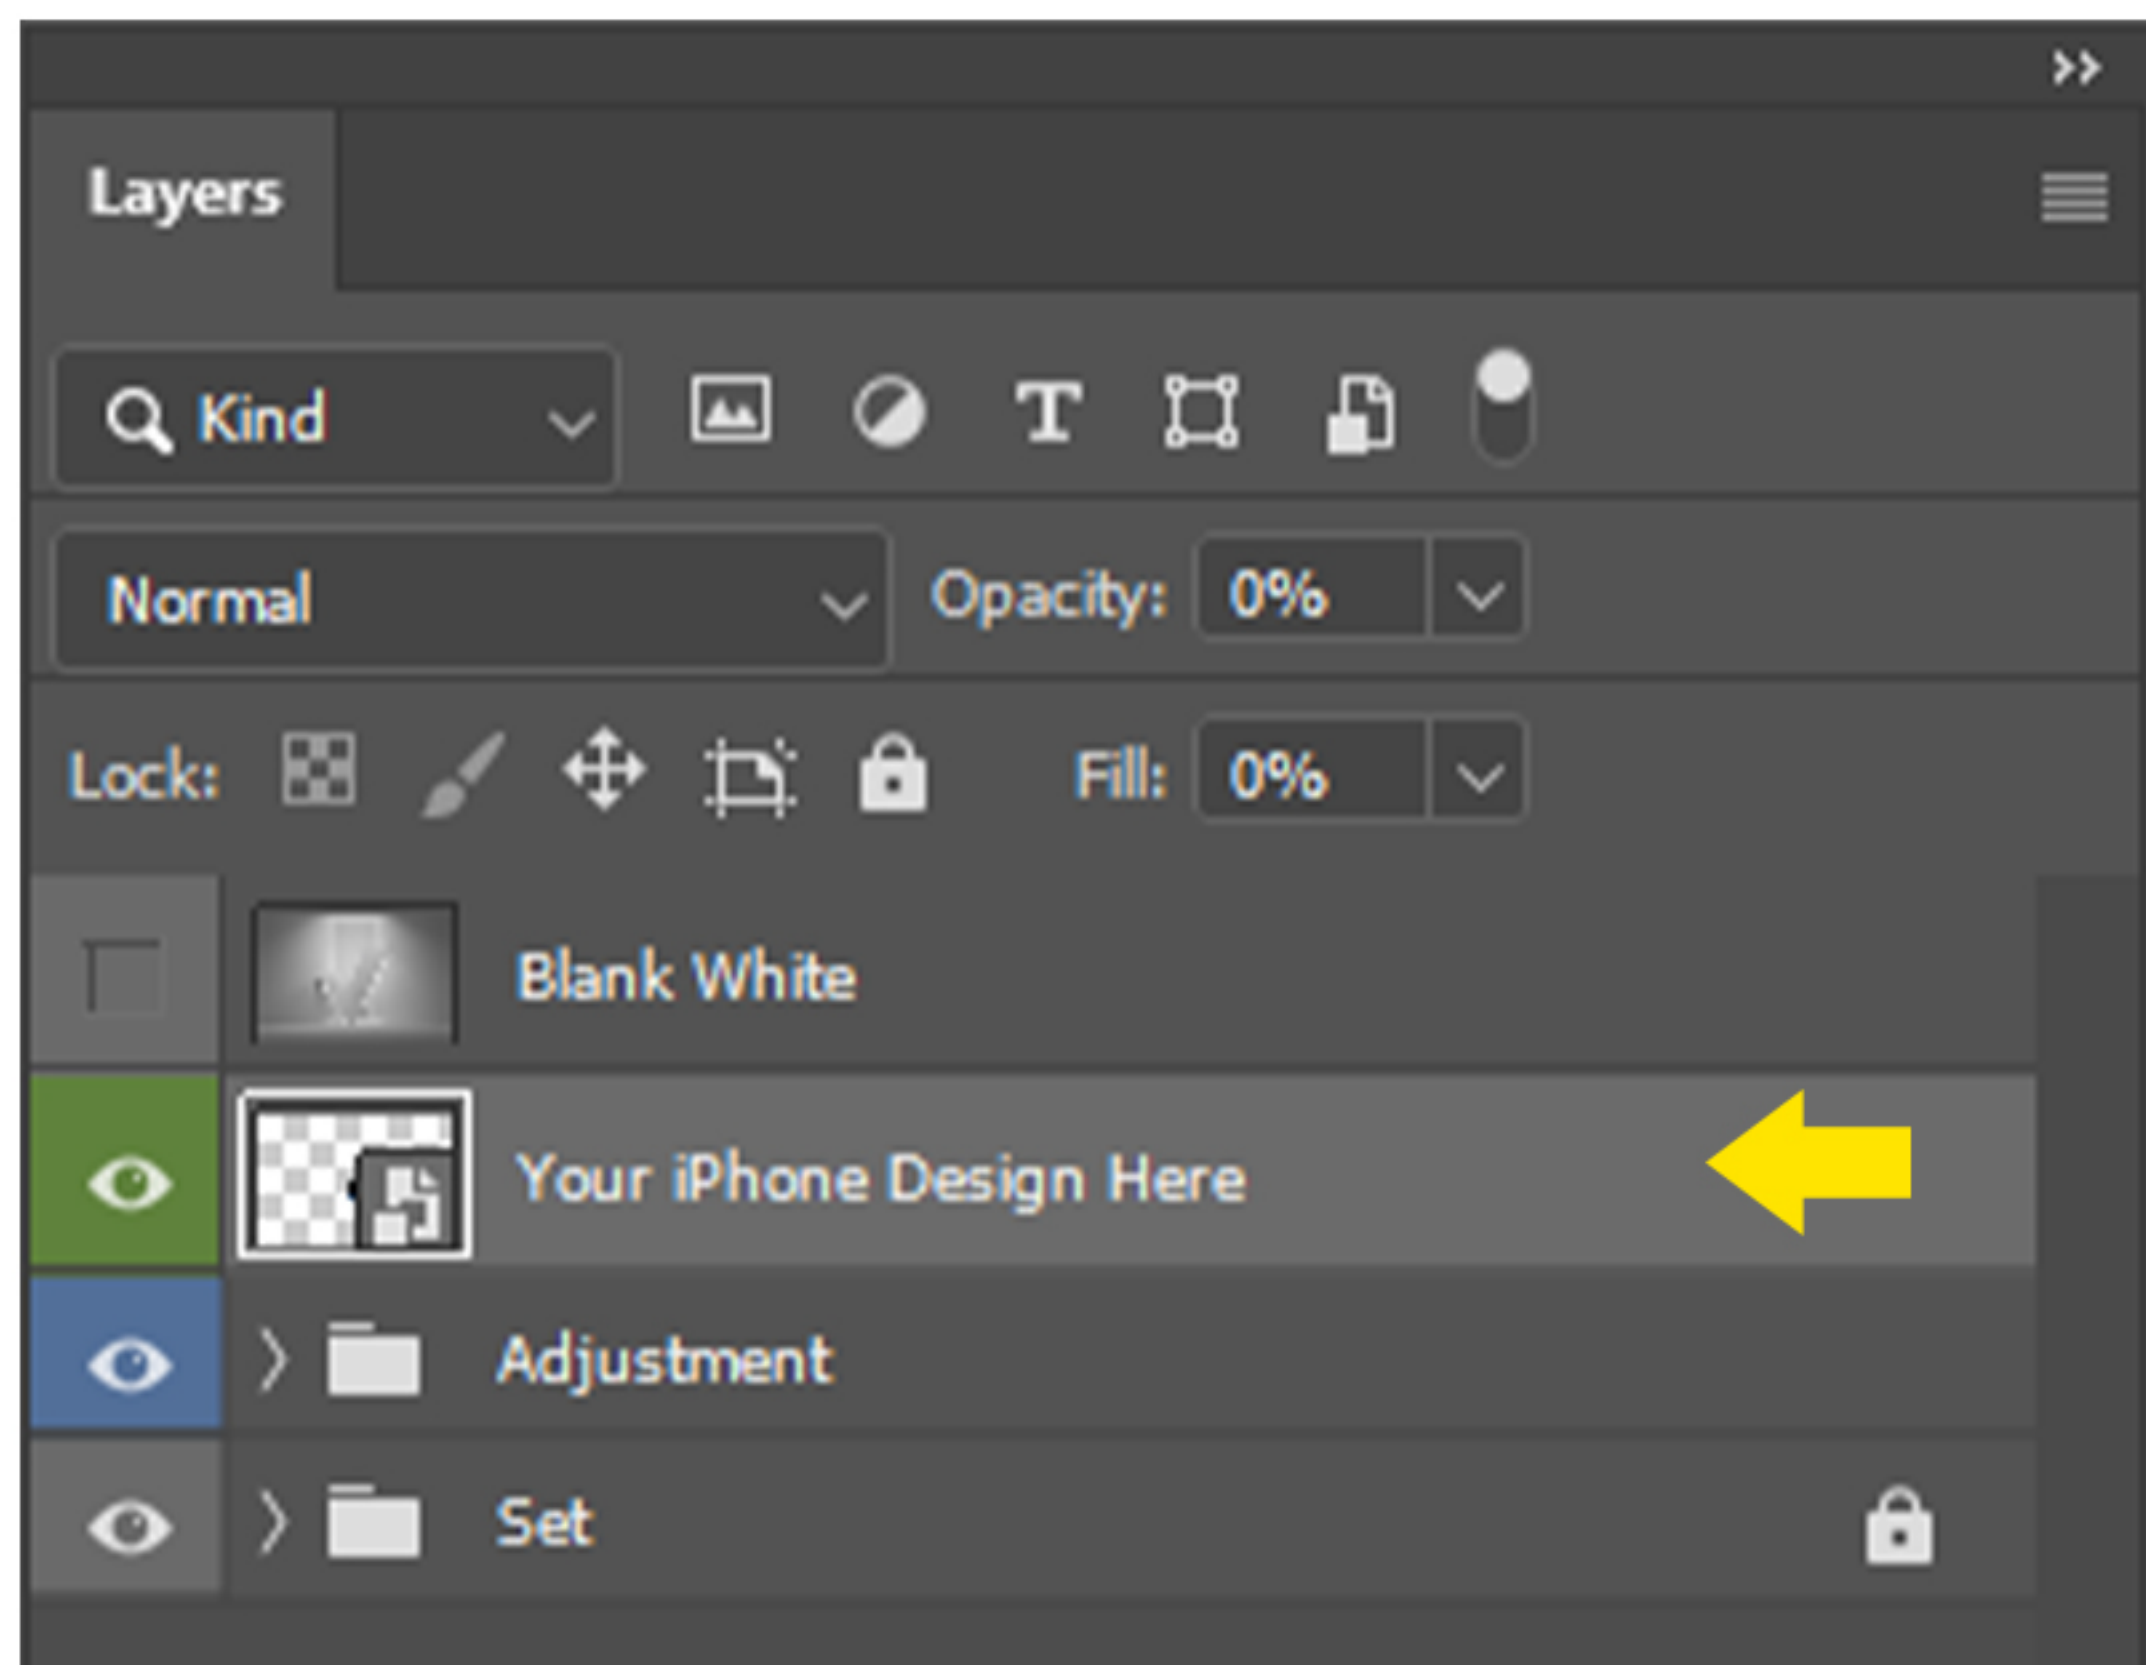 Layers
Kind
Normal Opacity: 0%
Lock: Fill: 0%
Blank White
Your iPhone Design Here
Adjustment
Set